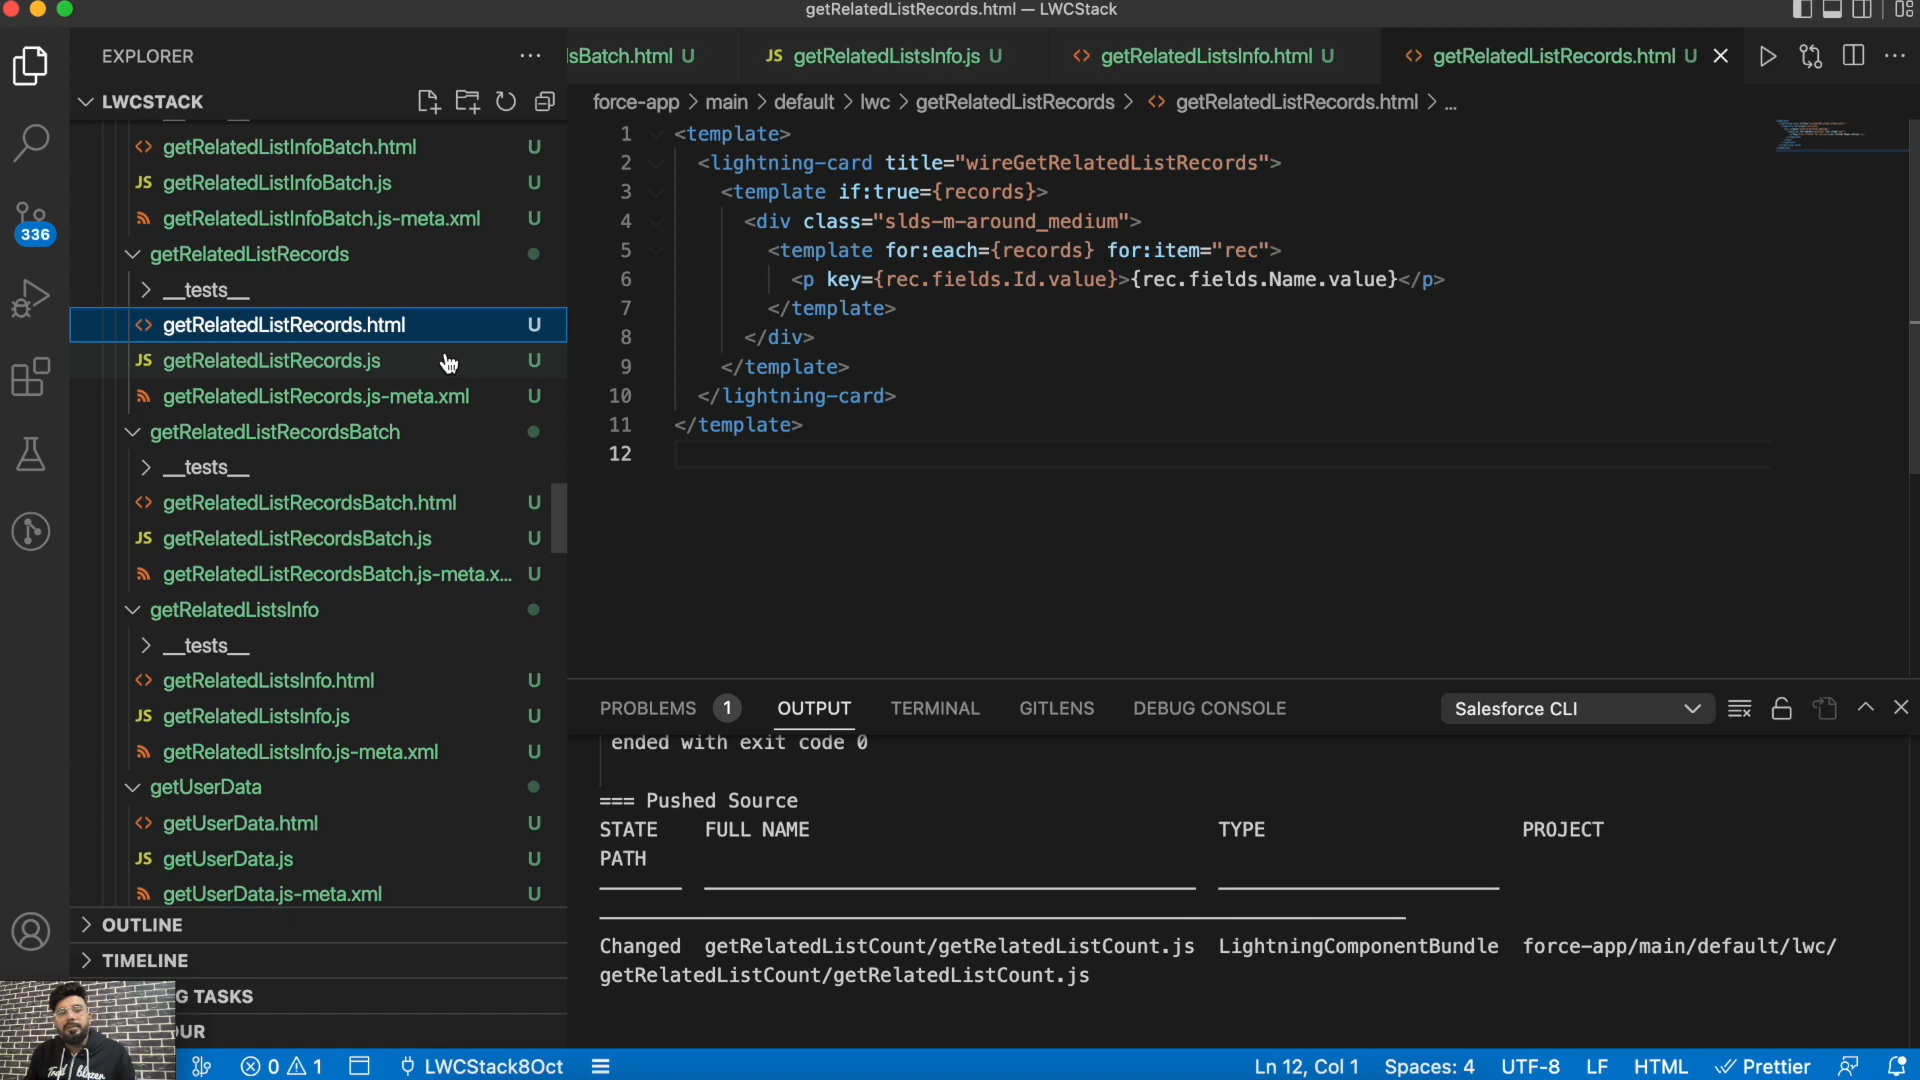 getRelatedListRecords.html — LWCStack
EXPLORER
LWCSTACK
getRelatedListInfoBatch.html U
getRelatedListInfoBatch.js U
getRelatedListInfoBatch.js-meta.xml U
getRelatedListRecords
__tests__
getRelatedListRecords.html U
JS getRelatedListRecords.js U
getRelatedListRecords.js-meta.xml U
getRelatedListRecordsBatch
__tests__
getRelatedListRecordsBatch.html U
JS getRelatedListRecordsBatch.js U
getRelatedListRecordsBatch.js-meta.x... U
getRelatedListsInfo
__tests__
getRelatedListsInfo.html U
JS getRelatedListsInfo.js U
getRelatedListsInfo.js-meta.xml U
getUserData
getUserData.html U
JS getUserData.js U
getUserData.js-meta.xml U
OUTLINE
TIMELINE
G TASKS
OUR
336
sBatch.html U
JS getRelatedListsInfo.js U
getRelatedListsInfo.html U
getRelatedListRecords.html U
force-app > main > default > lwc > getRelatedListRecords > getRelatedListRecords.html > ...
1 <template>
2 <lightning-card title="wireGetRelatedListRecords">
3 <template if:true={records}>
4 <div class="slds-m-around_medium">
5 <template for:each={records} for:item="rec">
6 <p key={rec.fields.Id.value}>{rec.fields.Name.value}</p>
7 </template>
8 </div>
9 </template>
10 </lightning-card>
11 </template>
12
PROBLEMS 1 OUTPUT TERMINAL GITLENS DEBUG CONSOLE Salesforce CLI
ended with exit code 0
=== Pushed Source
STATE FULL NAME TYPE PROJECT
PATH
Changed getRelatedListCount/getRelatedListCount.js LightningComponentBundle force-app/main/default/lwc/
getRelatedListCount/getRelatedListCount.js
0 1 LWCStack8Oct Ln 12, Col 1 Spaces: 4 UTF-8 LF HTML Prettier